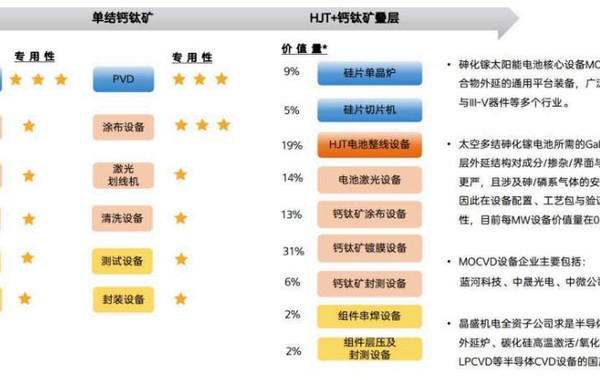 单结钙钛矿
HJT+钙钛矿叠层
专用性
专用性
PVD
涂布设备
激光
划线机
清洗设备
测试设备
封装设备
价值量*
9% 硅片单晶炉
5% 硅片切片机
19% HJT电池整线设备
14% 电池激光设备
13% 钙钛矿涂布设备
31% 钙钛矿镀膜设备
6% 钙钛矿封测设备
2% 组件串焊设备
2% 组件层压及
封测设备
• 砷化镓太阳能电池核心设备MO
合物外延的通用平台装备，广泛
与III-V器件等多个行业。
• 太空多结砷化镓电池所需的GaI
层外延结构对成分/掺杂/界面与
更严，且涉及砷/磷系气体的安
因此在设备配置、工艺包与验证
性，目前每MW设备价值量在0
• MOCVD设备企业主要包括：
蓝河科技、中晟光电、中微公司
• 晶盛机电全资子公司求是半导体
外延炉、碳化硅高温激活/氧化
LPCVD等半导体CVD设备的国产